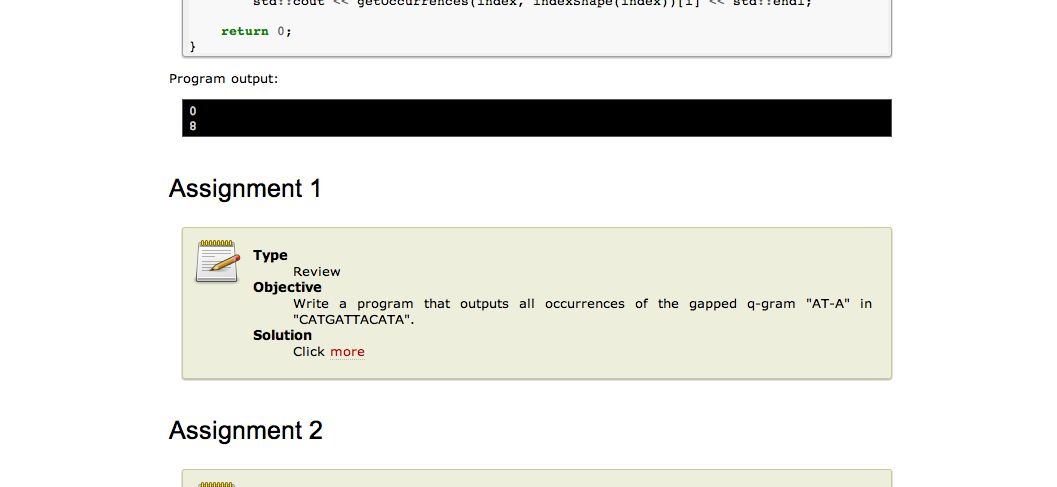 std::cout << getOccurrences(index, indexShape(index))[i] << std::endl;
return 0;
}
Program output:
0
8
Assignment 1
Type
Review
Objective
Write a program that outputs all occurrences of the gapped q-gram "AT-A" in
"CATGATTACATA".
Solution
Click more
Assignment 2